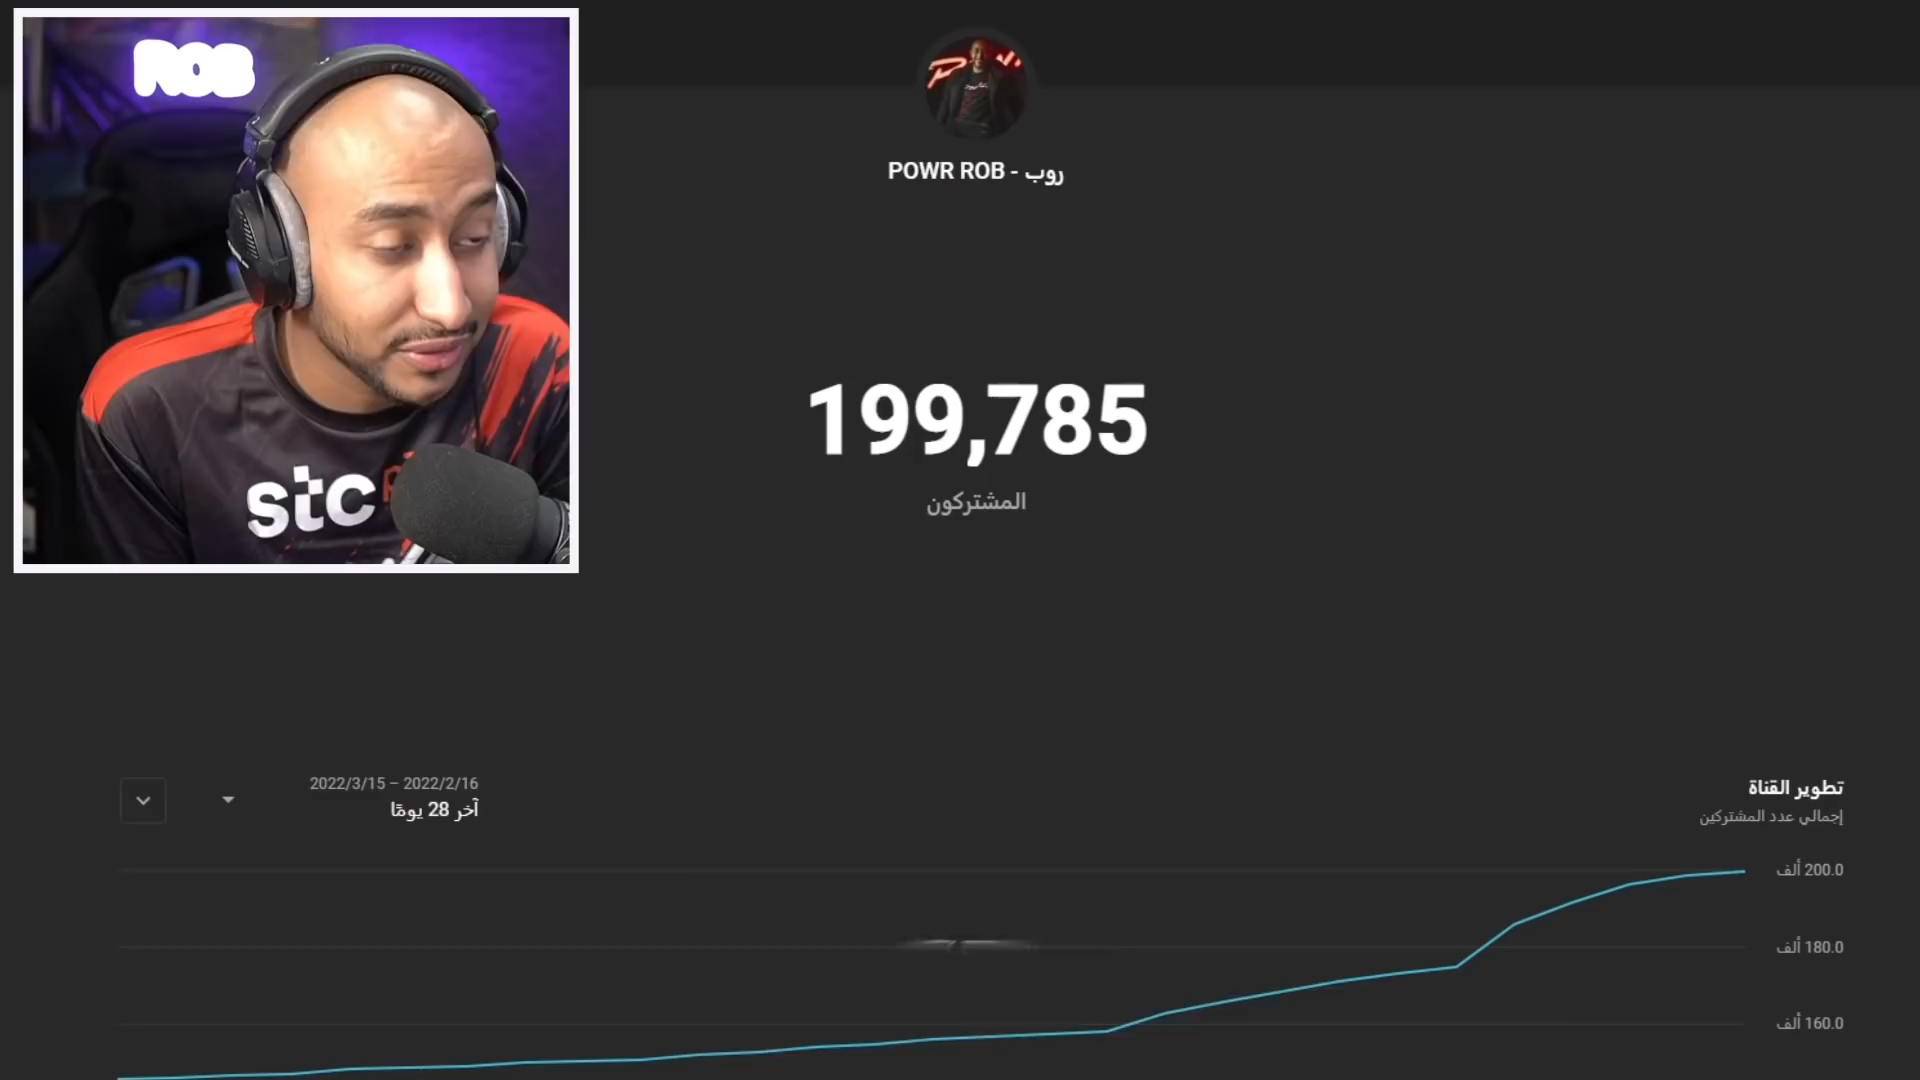 ROB
stc
POWR ROB - روب
199,785
المشتركون
2022/3/15 – 2022/2/16
آخر 28 يومًا
تطوير القناة
إجمالي عدد المشتركين
200.0 ألف
180.0 ألف
160.0 ألف